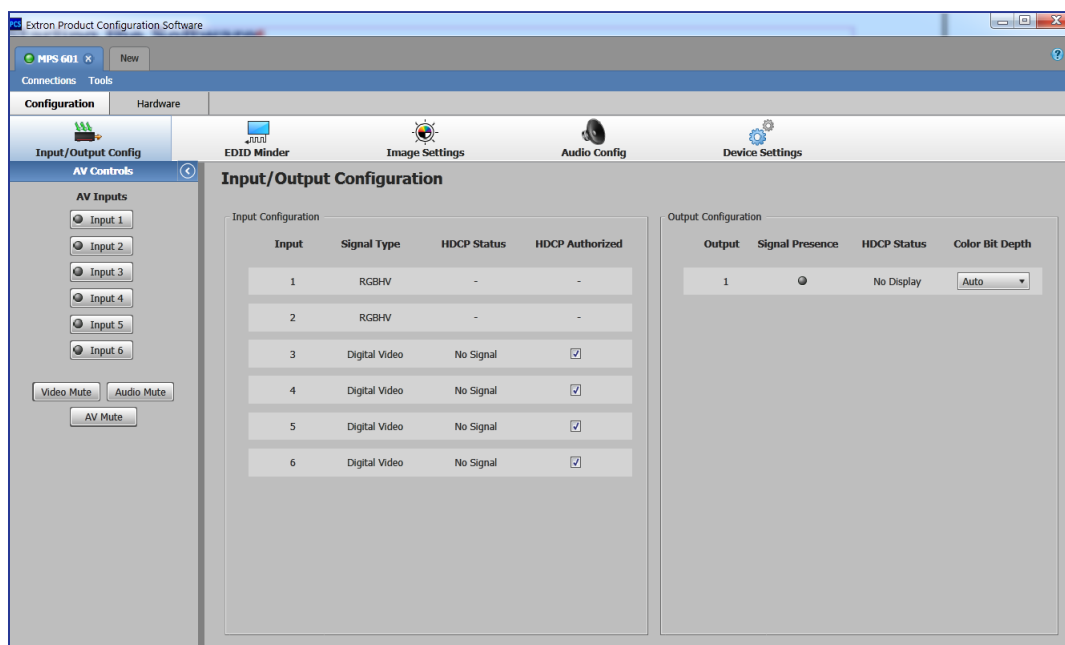 PCS Extron Product Configuration Software
MPS 601 New
Connections Tools
Configuration Hardware
Input/Output Config EDID Minder Image Settings Audio Config Device Settings
AV Controls
AV Inputs
Input 1
Input 2
Input 3
Input 4
Input 5
Input 6
Video Mute Audio Mute
AV Mute
Input/Output Configuration
Input Configuration
Input Signal Type HDCP Status HDCP Authorized
1 RGBHV - -
2 RGBHV - -
3 Digital Video No Signal
4 Digital Video No Signal
5 Digital Video No Signal
6 Digital Video No Signal
Output Configuration
Output Signal Presence HDCP Status Color Bit Depth
1 No Display Auto